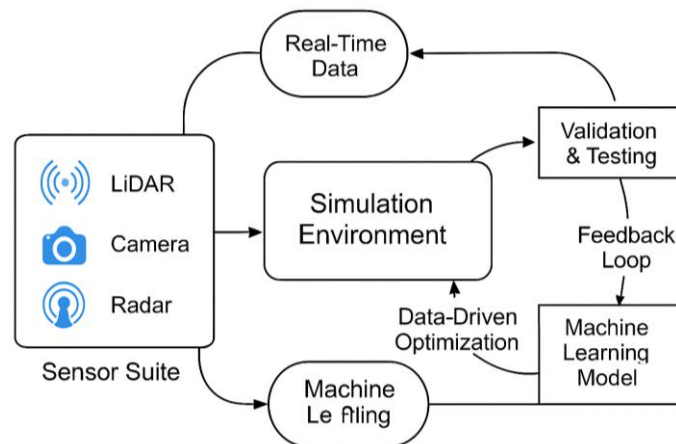 Real-Time
Data
Validation
& Testing
LiDAR
Camera
Radar
Sensor Suite
Simulation
Environment
Feedback
Loop
Data-Driven
Optimization
Machine
Learning
Model
Machine
Le